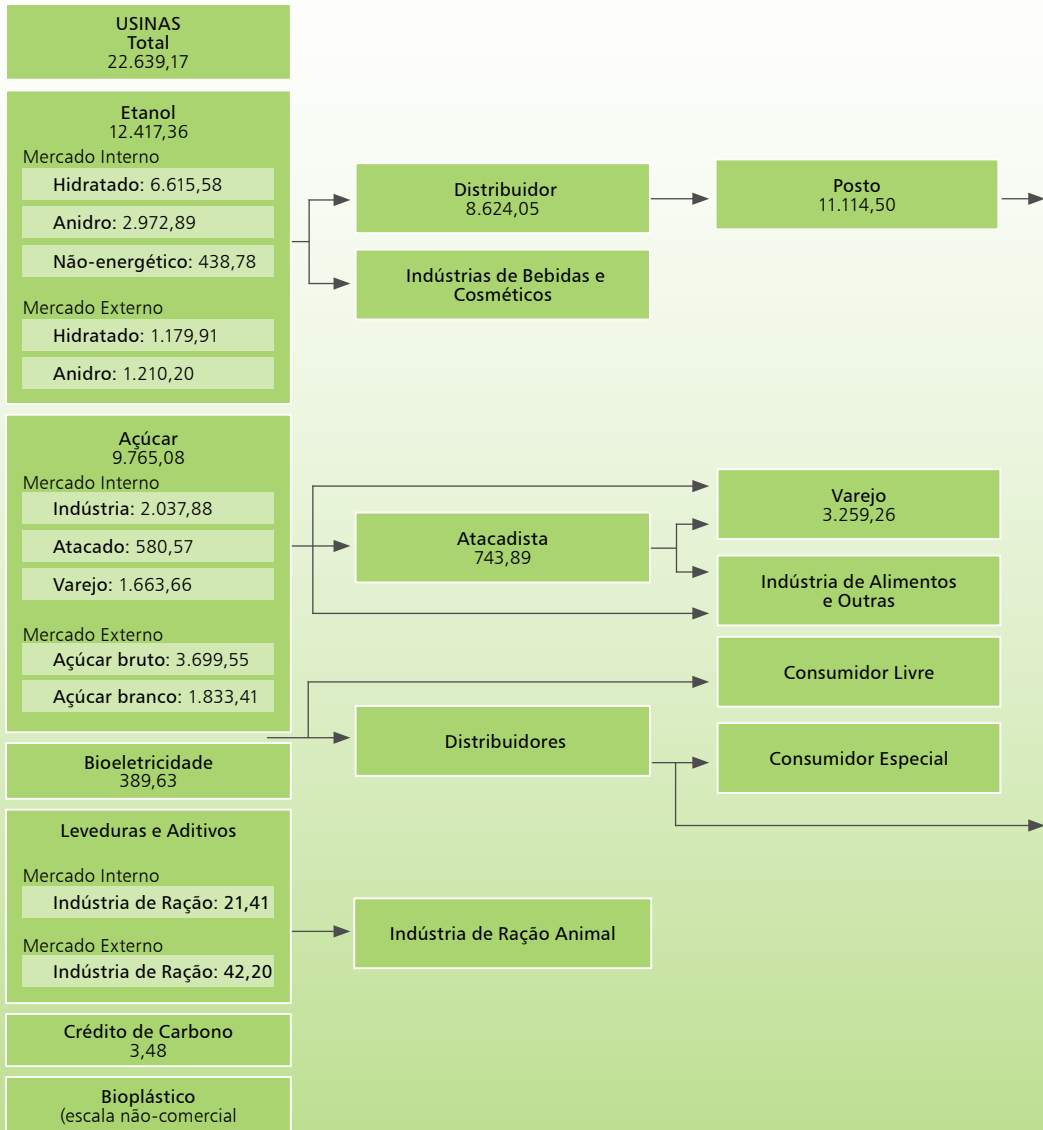 USINAS
Total
22.639,17
Etanol
12.417,36
Mercado Interno
Hidratado: 6.615,58
Anidro: 2.972,89
Não-energético: 438,78
Mercado Externo
Hidratado: 1.179,91
Anidro: 1.210,20
Distribuidor
8.624,05
Posto
11.114,50
Indústrias de Bebidas e
Cosméticos
Açúcar
9.765,08
Mercado Interno
Indústria: 2.037,88
Atacado: 580,57
Varejo: 1.663,66
Mercado Externo
Açúcar bruto: 3.699,55
Açúcar branco: 1.833,41
Atacadista
743,89
Varejo
3.259,26
Indústria de Alimentos
e Outras
Bioeletricidade
389,63
Distribuidores
Consumidor Livre
Consumidor Especial
Leveduras e Aditivos
Mercado Interno
Indústria de Ração: 21,41
Mercado Externo
Indústria de Ração: 42,20
Indústria de Ração Animal
Crédito de Carbono
3,48
Bioplástico
(escala não-comercial